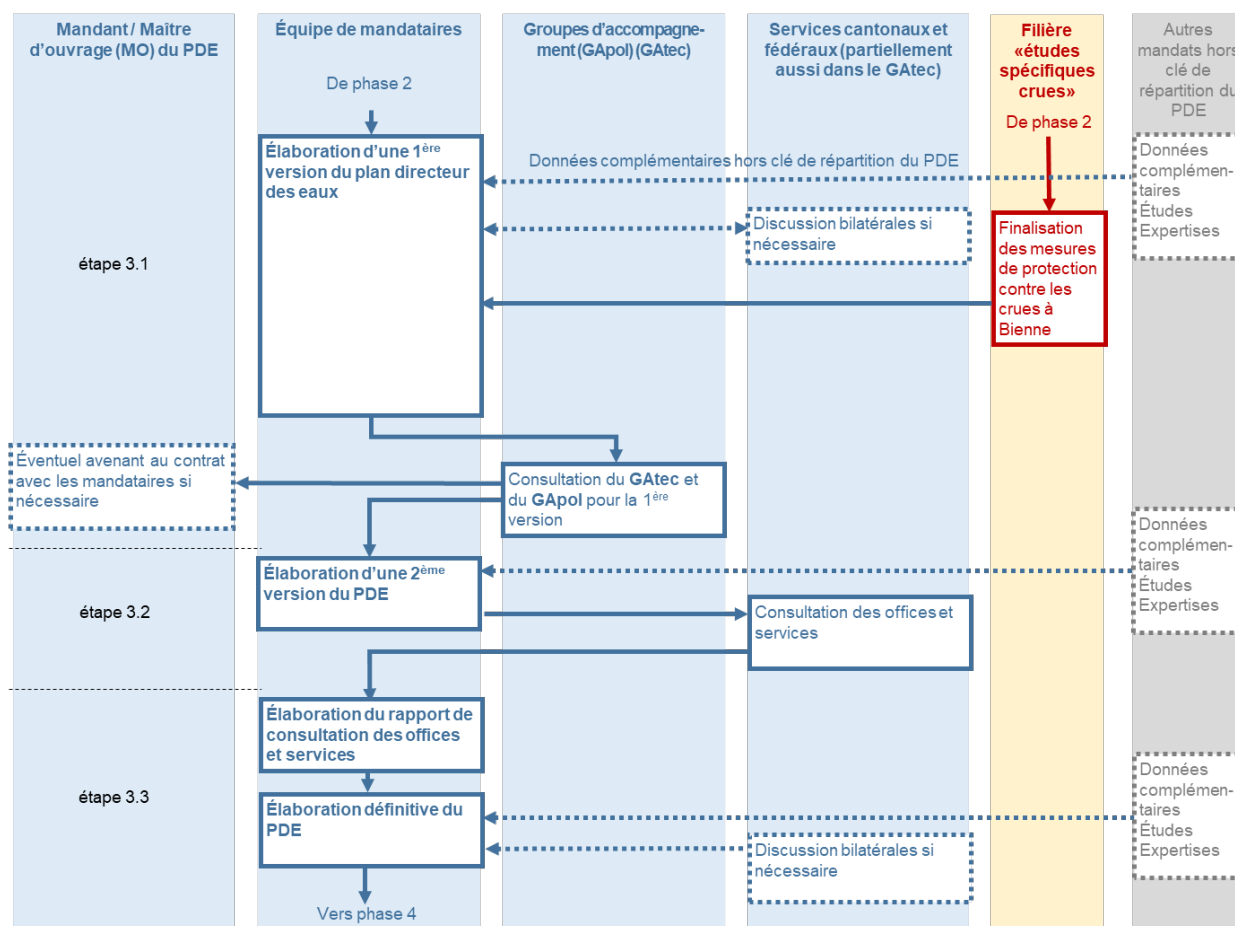 Mandant / Maître
d'ouvrage (MO) du PDE
Équipe de mandataires
Groupes d'accompagne-
ment (GApol) (GAtec)
Services cantonaux et
fédéraux (partiellement
aussi dans le GAtec)
Filière
«études
spécifiques
crues»
Autres
mandats hors
clé de
répartition du
PDE
De phase 2
De phase 2
Élaboration d'une 1ère
version du plan directeur
des eaux
Données complémentaires hors clé de répartition du PDE
Données
complémen-
taires
Études
Expertises
Discussion bilatérales si
nécessaire
Finalisation
des mesures
de protection
contre les
crues à
Bienne
étape 3.1
Éventuel avenant au contrat
avec les mandataires si
nécessaire
Consultation du GAtec et
du GApol pour la 1ère
version
Données
complémen-
taires
Études
Expertises
Élaboration d'une 2ème
version du PDE
étape 3.2
Consultation des offices et
services
Élaboration du rapport de
consultation des offices
et services
étape 3.3
Élaboration définitive du
PDE
Données
complémen-
taires
Études
Expertises
Discussion bilatérales si
nécessaire
Vers phase 4